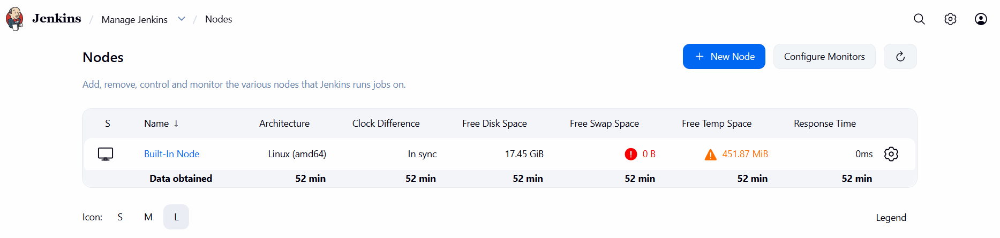 Jenkins / Manage Jenkins / Nodes
Nodes
+ New Node
Configure Monitors
Add, remove, control and monitor the various nodes that Jenkins runs jobs on.
S Name ↓ Architecture Clock Difference Free Disk Space Free Swap Space Free Temp Space Response Time
Built-In Node Linux (amd64) In sync 17.45 GiB 0 B 451.87 MiB 0ms
Data obtained 52 min 52 min 52 min 52 min 52 min 52 min
Icon: S M L
Legend